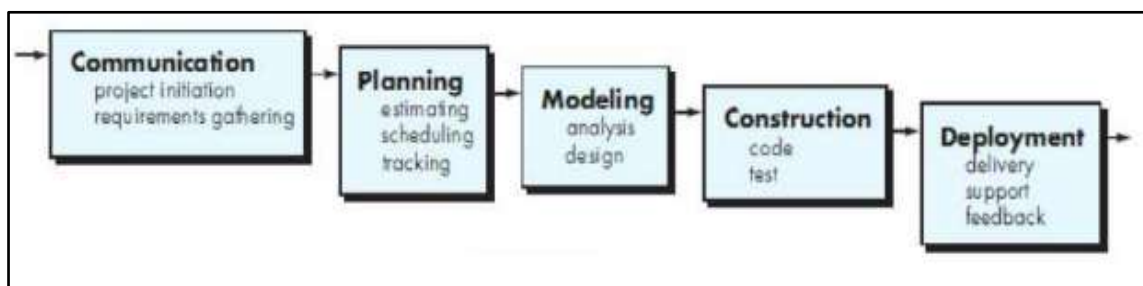 Communication
project initiation
requirements gathering
Planning
estimating
scheduling
tracking
Modeling
analysis
design
Construction
code
test
Deployment
delivery
support
feedback